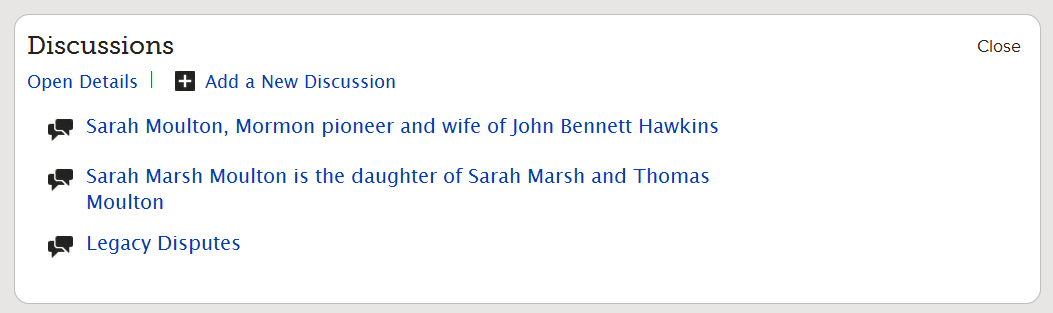 Discussions
Close
Open Details | Add a New Discussion
Sarah Moulton, Mormon pioneer and wife of John Bennett Hawkins
Sarah Marsh Moulton is the daughter of Sarah Marsh and Thomas
Moulton
Legacy Disputes